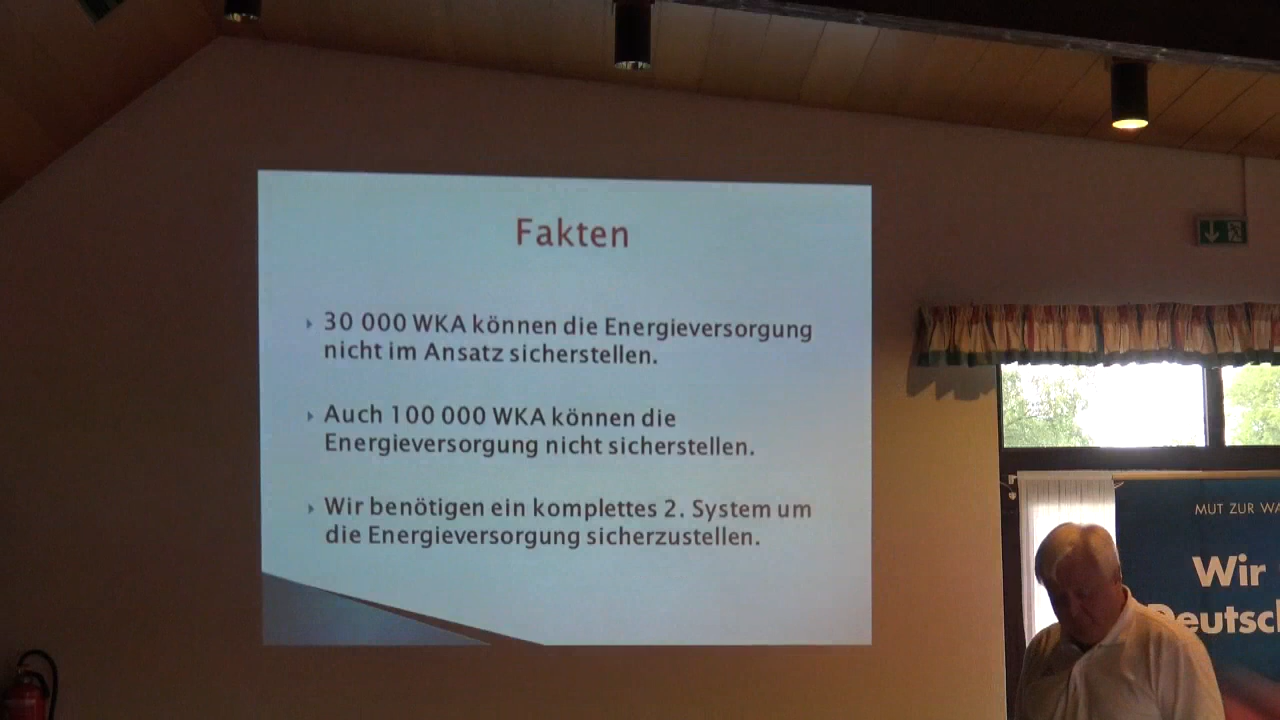 Fakten
30 000 WKA können die Energieversorgung
nicht im Ansatz sicherstellen.
Auch 100 000 WKA können die
Energieversorgung nicht sicherstellen.
Wir benötigen ein komplettes 2. System um
die Energieversorgung sicherzustellen.
MUT ZUR WA
Wir
Deutsch